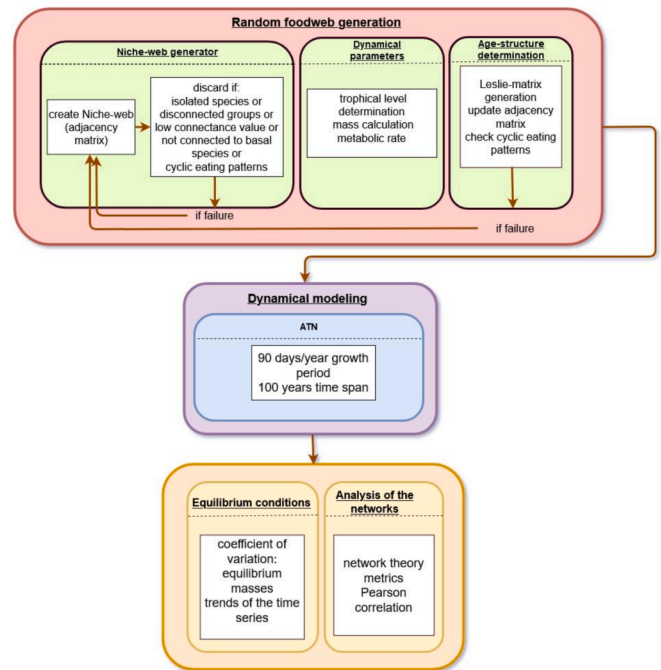 Random foodweb generation
Niche-web generator
create Niche-web
(adjacency
matrix)
discard if:
isolated species or
disconnected groups or
low connectance value or
not connected to basal
species or
cyclic eating patterns
if failure
Dynamical
parameters
trophical level
determination
mass calculation
metabolic rate
Age-structure
determination
Leslie-matrix
generation
update adjacency
matrix
check cyclic eating
patterns
if failure
Dynamical modeling
ATN
90 days/year growth
period
100 years time span
Equilibrium conditions
coefficient of
variation:
equilibrium
masses
trends of the time
series
Analysis of the
networks
network theory
metrics
Pearson
correlation